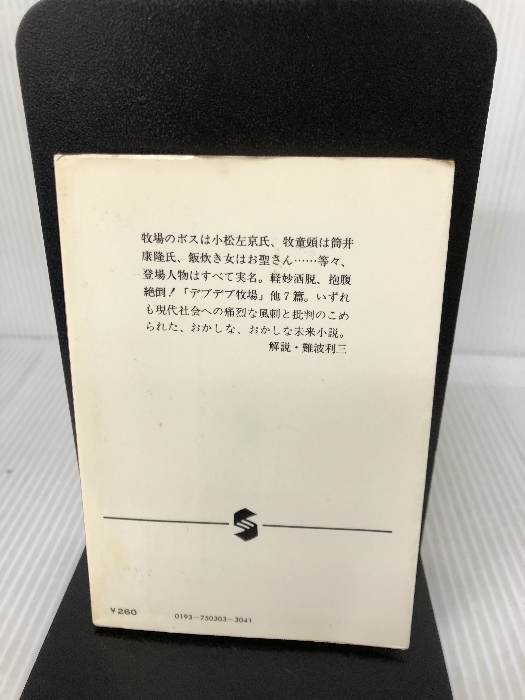 牧場のボスは小松左京氏、牧童頭は筒井
康隆氏、飯炊き女はお聖さん……等々、
登場人物はすべて実名。軽妙洒脱、抱腹
絶倒!「デブデブ牧場」他7篇。いずれ
も現代社会への痛烈な風刺と批判のこめ
られた、おかしな、おかしな未来小説。
解説・難波利三
¥260
0193-750303-3041